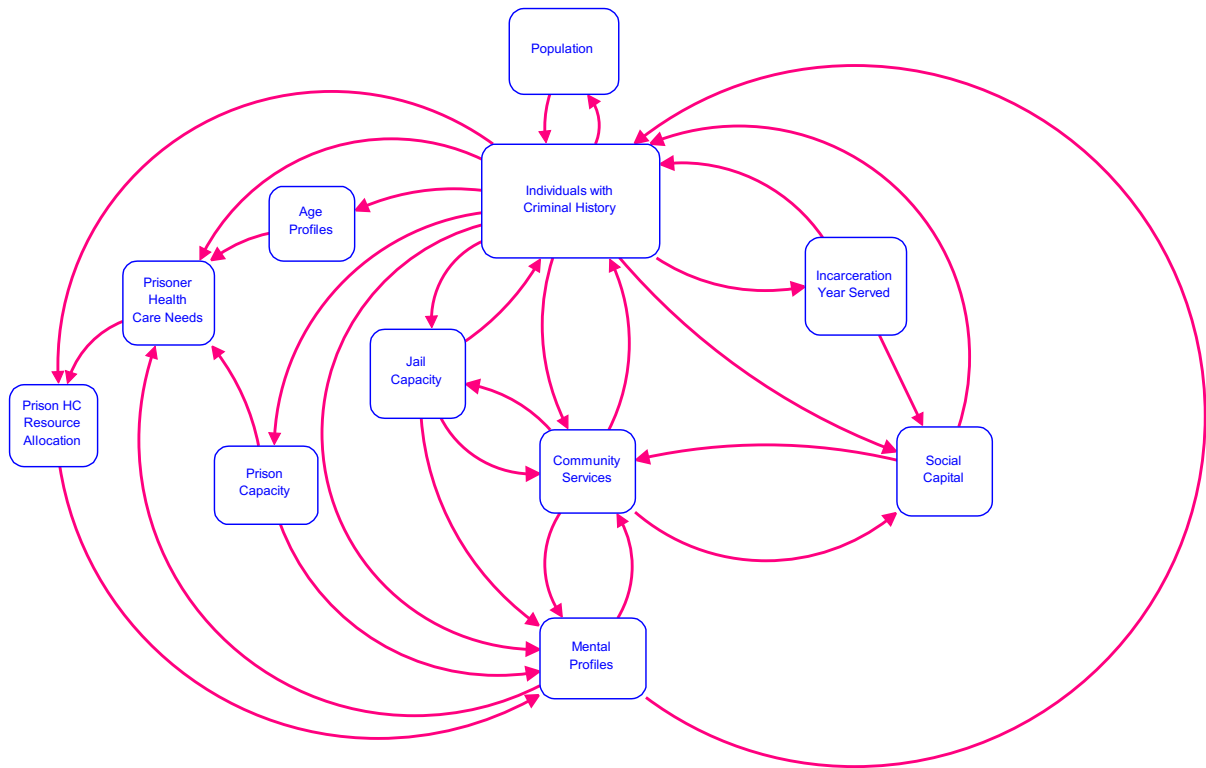 Population
Individuals with
Criminal History
Age
Profiles
Incarceration
Year Served
Prisoner
Health
Care Needs
Jail
Capacity
Prison HC
Resource
Allocation
Prison
Capacity
Community
Services
Social
Capital
Mental
Profiles